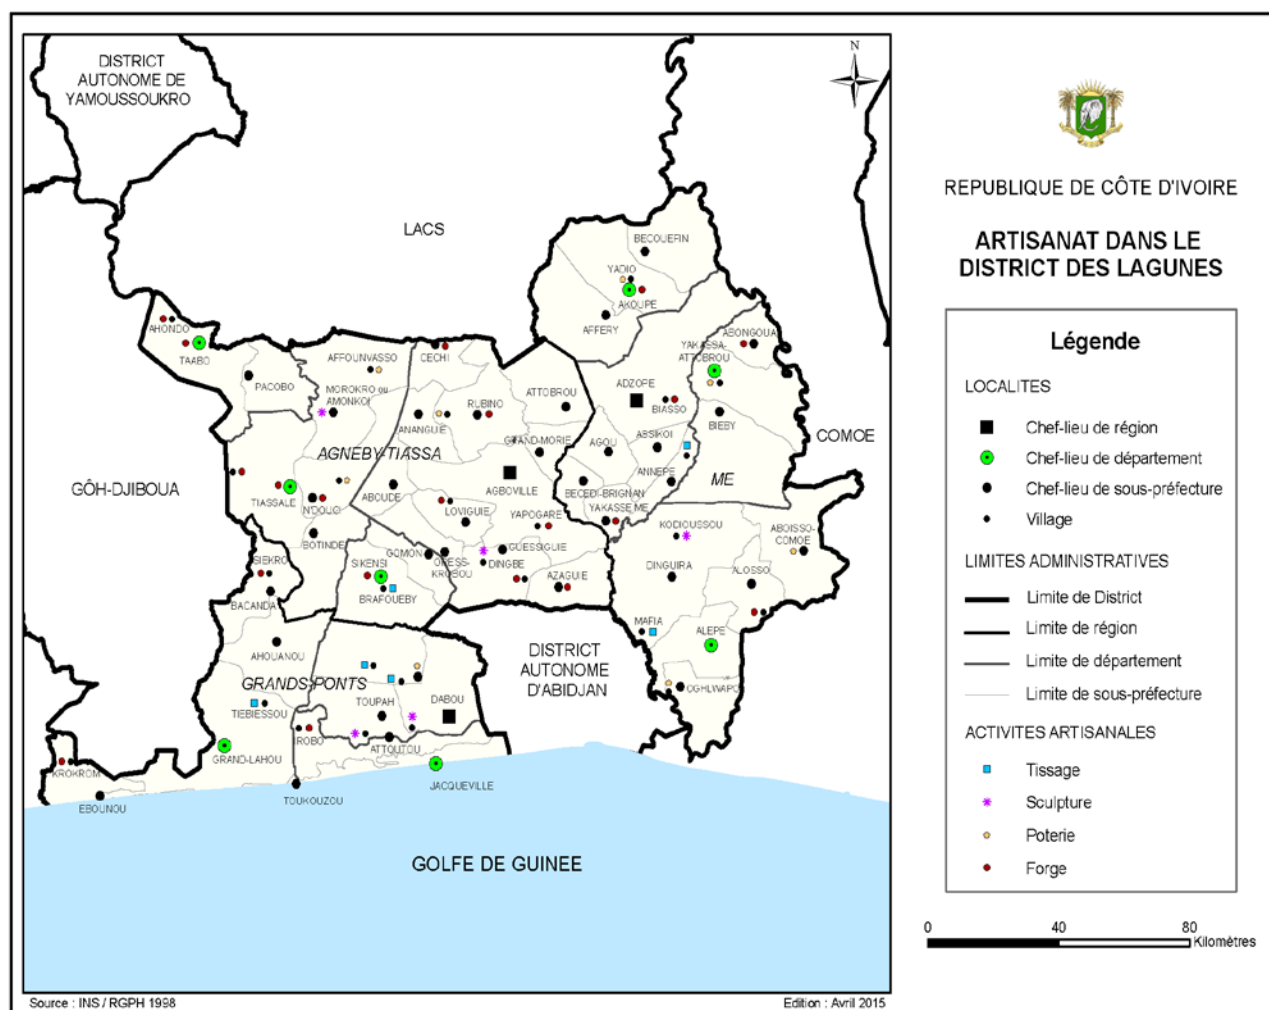 DISTRICT
AUTONOME DE
YAMOUSSOUKRO
N
LACS
BECOUEFIN
YADIO
AKOUPE
AFFERY
AHONDO
TAABO
PACOBO
AFFOUNVASSO
CECHI
MOROKRO ou
AMONKOI
RUBINO
ATTOBROU
ANANGUIE
GRAND-MORIE
YAKASSA-
ATTOBROU
ABONGOUA
ADZOPE
BIASSO
BIEBY
ASSIKOI
AGOU
ANNEPE
COMOE
GÔH-DJIBOUA
AGNEBY-TIASSA
ME
AGBOVILLE
ABOUDE
TIASSALE
N'DOUCI
BOTINDE
LOVIGUIE
YAPOGARE
BECEDI-BRIGNAN
YAKASSE ME
KODIOUSSOU
ABOISSO-
COMOE
GUESSIGUIE
DINGBE
GOMON
ORESS-
KROBOU
SIKENSI
BRAFOUEBY
AZAGUIE
DINGUIRA
ALOSSO
SIEKRO
BACANDA
AHOUANOU
MAFIA
ALEPE
OGHLWAPO
DISTRICT
AUTONOME
D'ABIDJAN
GRANDS-PONTS
TIEBIESSOU
TOUPAH
DABOU
IROBO
ATTOUTOU
GRAND-LAHOU
JACQUEVILLE
KROKROM
EBOUNOU
TOUKOUZOU
GOLFE DE GUINEE
Source : INS / RGPH 1998
Edition : Avril 2015
REPUBLIQUE DE CÔTE D'IVOIRE
ARTISANAT DANS LE
DISTRICT DES LAGUNES
Légende
LOCALITES
Chef-lieu de région
Chef-lieu de département
Chef-lieu de sous-préfecture
Village
LIMITES ADMINISTRATIVES
Limite de District
Limite de région
Limite de département
Limite de sous-préfecture
ACTIVITES ARTISANALES
Tissage
Sculpture
Poterie
Forge
0 40 80
Kilomètres